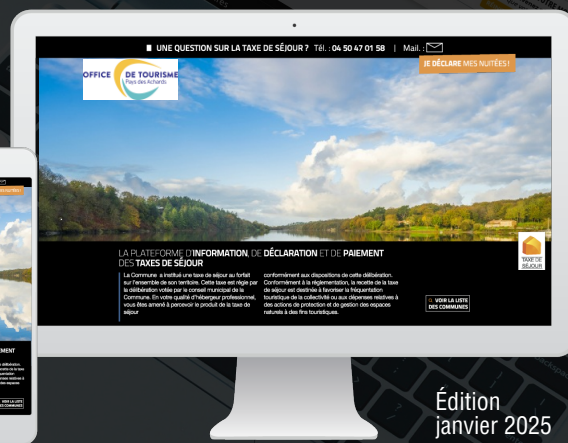 UNE QUESTION SUR LA TAXE DE SÉJOUR ? Tél. : 04 50 47 01 58 | Mail. :
JE DÉCLARE MES NUITÉES !
OFFICE DE TOURISME
Pays des Achards
LA PLATEFORME D'INFORMATION, DE DÉCLARATION ET DE PAIEMENT
DES TAXES DE SÉJOUR
La Commune a institué une taxe de séjour au forfait
sur l'ensemble de son territoire. Cette taxe est régie par
la délibération votée par le conseil municipal de la
Commune. En votre qualité d'hébergeur professionnel,
vous êtes amené à percevoir le produit de la taxe de
séjour
conformément aux dispositions de cette délibération.
Conformément à la réglementation, la recette de la taxe
de séjour est destinée à favoriser la fréquentation
touristique de la collectivité ou aux dépenses relatives à
des actions de protection et de gestion des espaces
naturels à des fins touristiques.
TAXE DE
SÉJOUR
VOIR LA LISTE
DES COMMUNES
Édition
janvier 2025